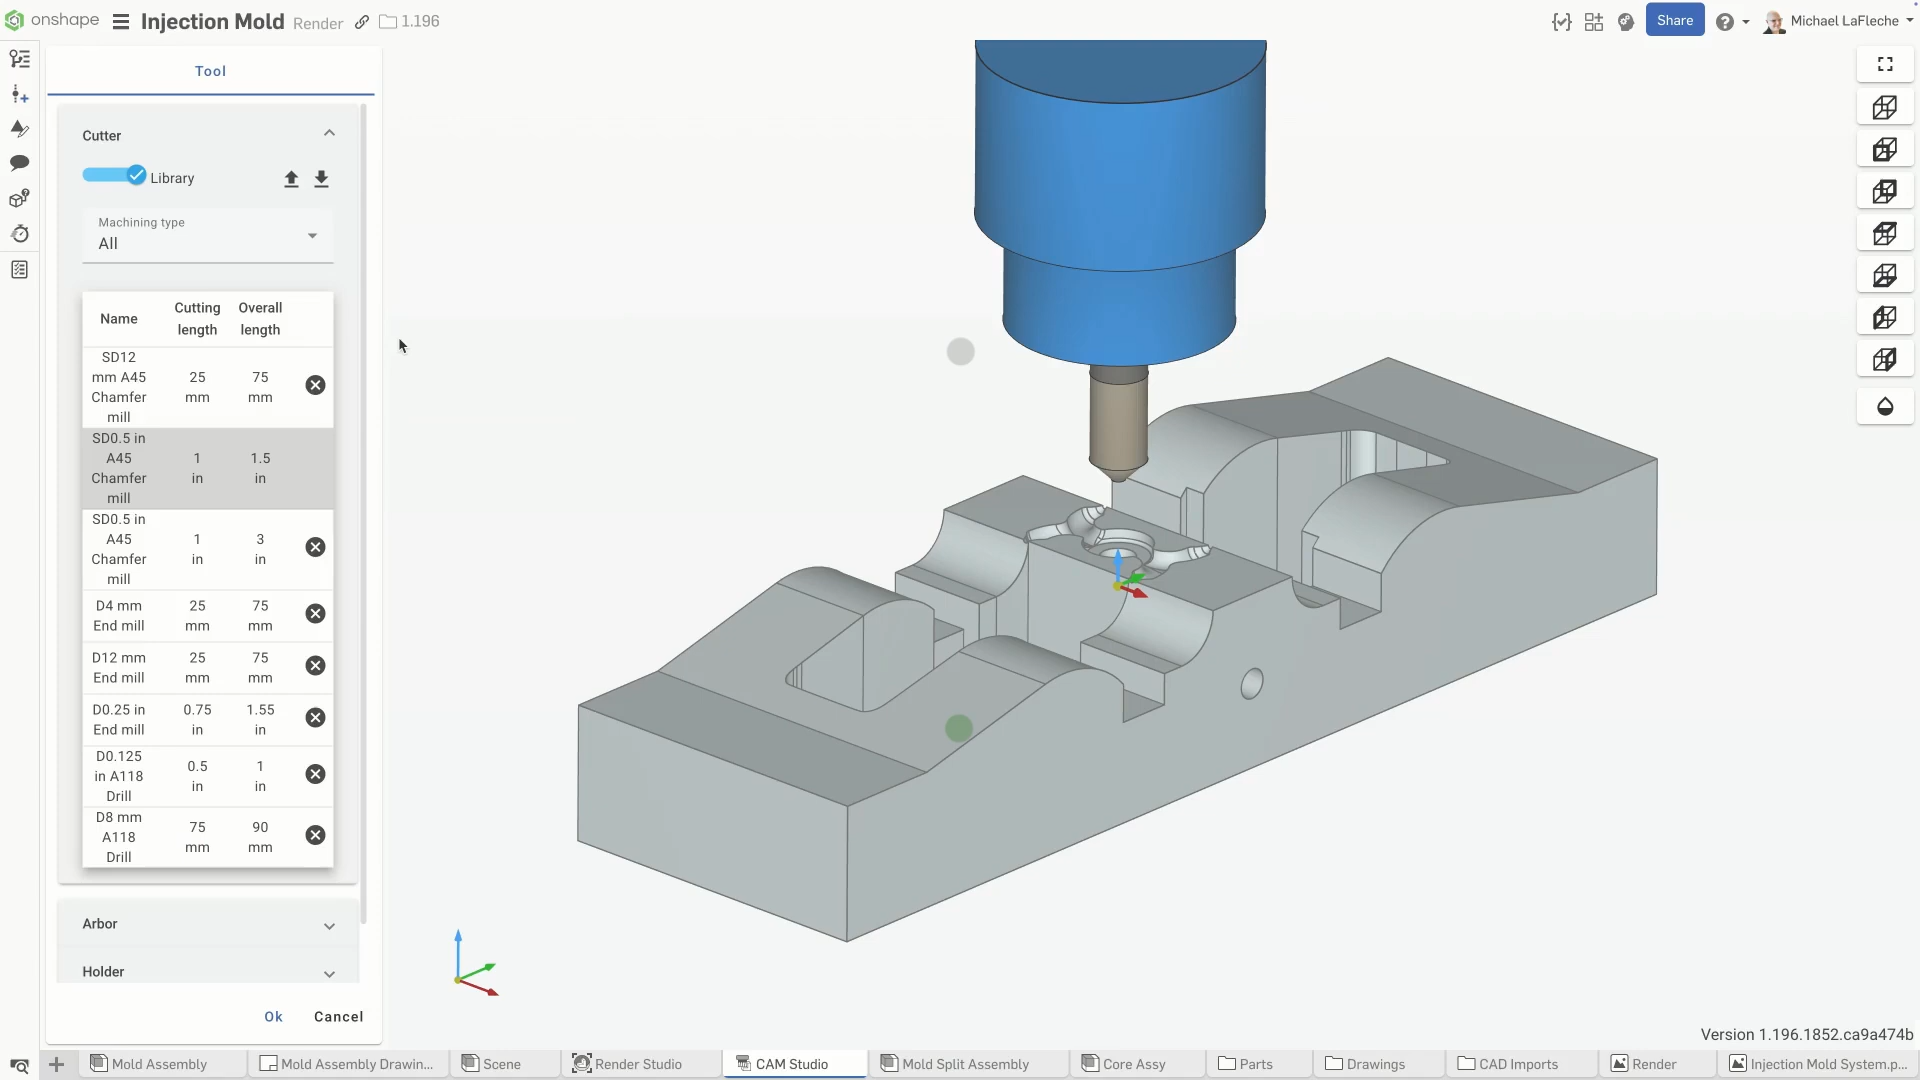 onshape Injection Mold Render 1.196 Share Michael LaFleche
Tool
Cutter
Library
Machining type
All
Name Cutting length Overall length
SD12 mm A45 Chamfer mill 25 mm 75 mm
SD0.5 in A45 Chamfer mill 1 in 1.5 in
SD0.5 in A45 Chamfer mill 1 in 3 in
D4 mm End mill 25 mm 75 mm
D12 mm End mill 25 mm 75 mm
D0.25 in End mill 0.75 in 1.55 in
D0.125 in A118 Drill 0.5 in 1 in
D8 mm A118 Drill 75 mm 90 mm
Arbor
Holder
Ok Cancel
Version 1.196.1852.ca9a474b
Mold Assembly Mold Assembly Drawin... Scene Render Studio CAM Studio Mold Split Assembly Core Assy Parts Drawings CAD Imports Render Injection Mold System.p...